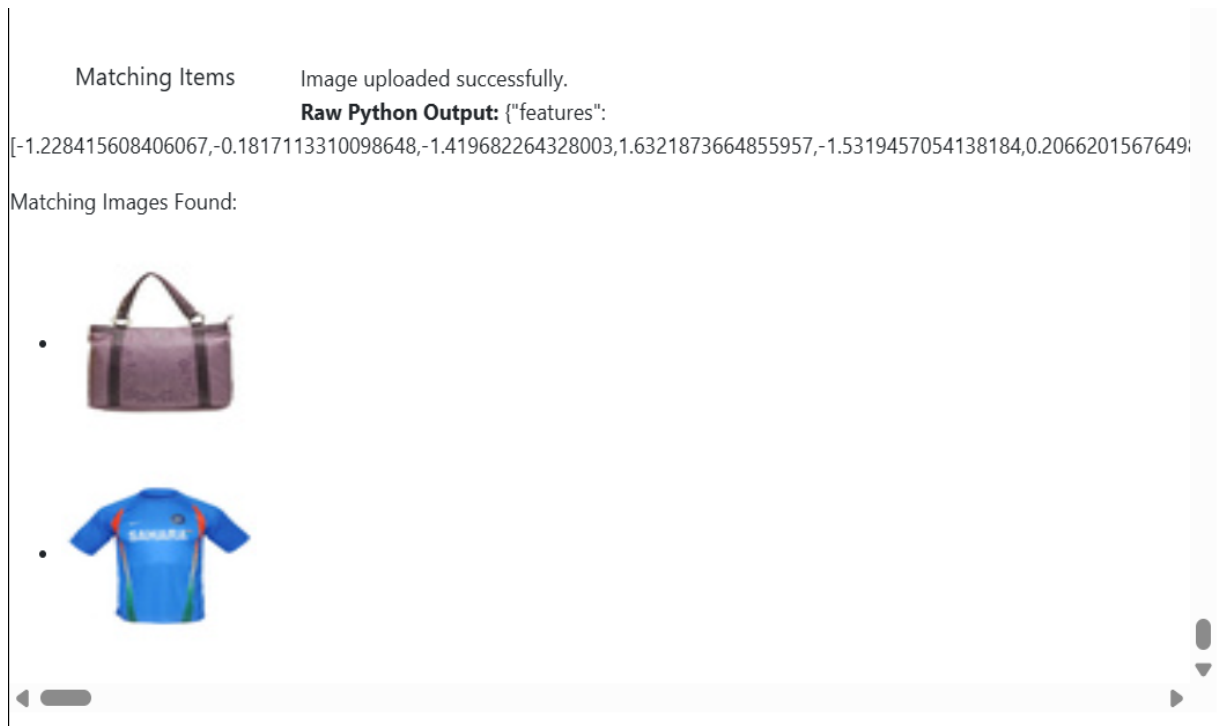 Matching Items
Image uploaded successfully.
Raw Python Output: {"features":
[-1.228415608406067,-0.1817113310098648,-1.419682264328003,1.6321873664855957,-1.5319457054138184,0.20662015676498
Matching Images Found:
SAHARA